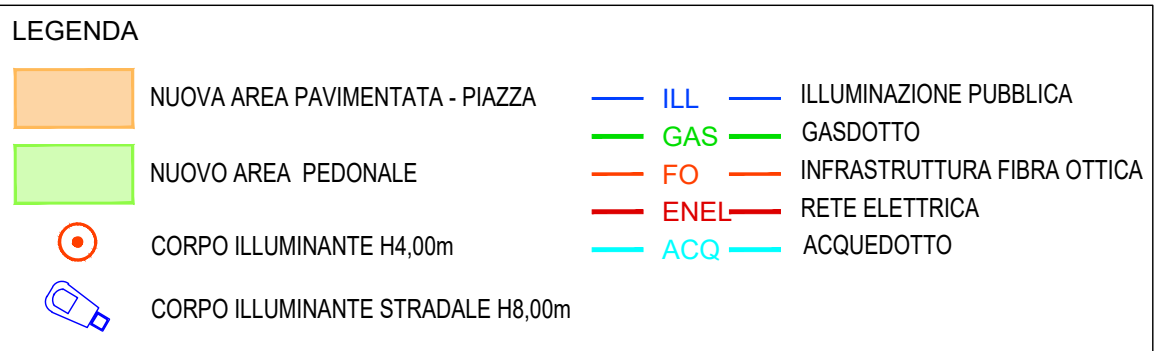 LEGENDA
NUOVA AREA PAVIMENTATA - PIAZZA
NUOVO AREA PEDONALE
CORPO ILLUMINANTE H4,00m
CORPO ILLUMINANTE STRADALE H8,00m
ILL ILLUMINAZIONE PUBBLICA
GAS GASDOTTO
FO INFRASTRUTTURA FIBRA OTTICA
ENEL RETE ELETTRICA
ACQ ACQUEDOTTO